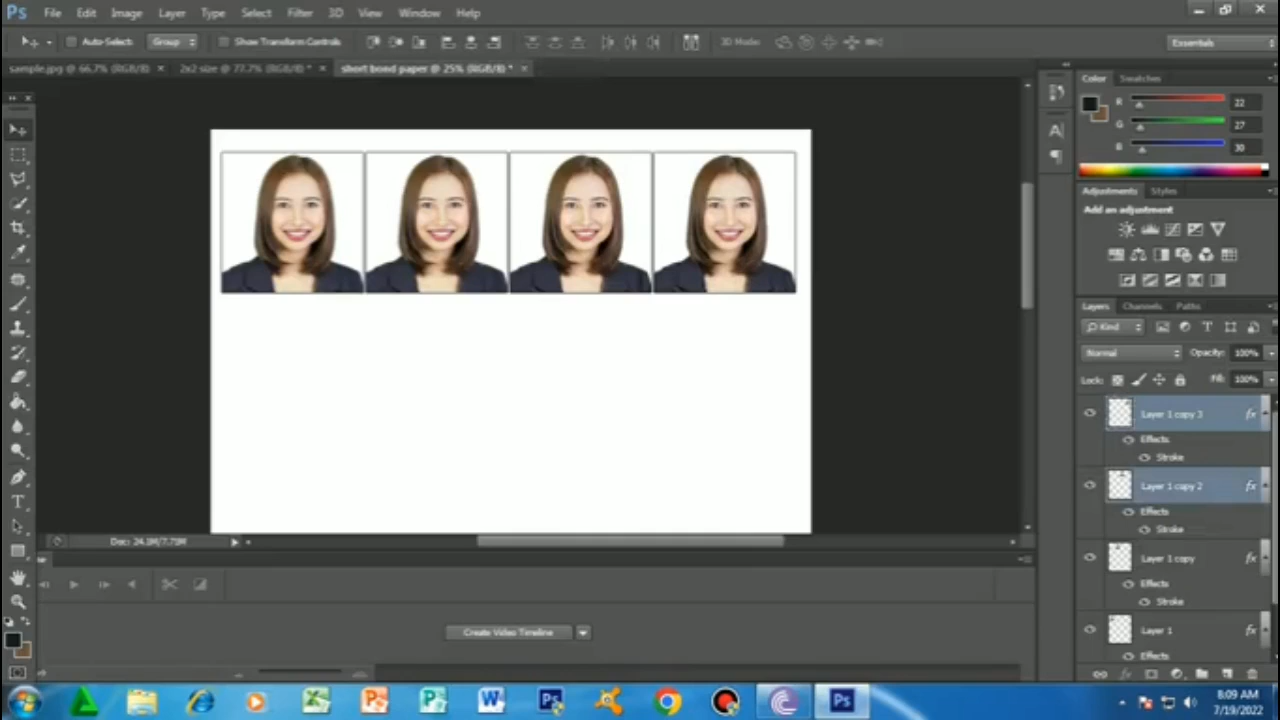 Ps File Edit Image Layer Type Select Filter 3D View Window Help
Auto-Select: Group Show Transform Controls 3D Mode: Essentials
sample.jpg @ 66.7% (RGB/8) × 2x2 size @ 77.7% (RGB/8) * × short bond paper @ 25% (RGB/8) * ×
Color Swatches
R 22
G 27
B 30
Adjustments Styles
Add an adjustment
Layers Channels Paths
Kind
Normal Opacity: 100%
Lock: Fill: 100%
Layer 1 copy 3 fx
Effects
Stroke
Layer 1 copy 2 fx
Effects
Stroke
Layer 1 copy fx
Effects
Stroke
Layer 1 fx
Effects
Doc: 24.1M/7.71M
Create Video Timeline
8:09 AM
7/19/2022